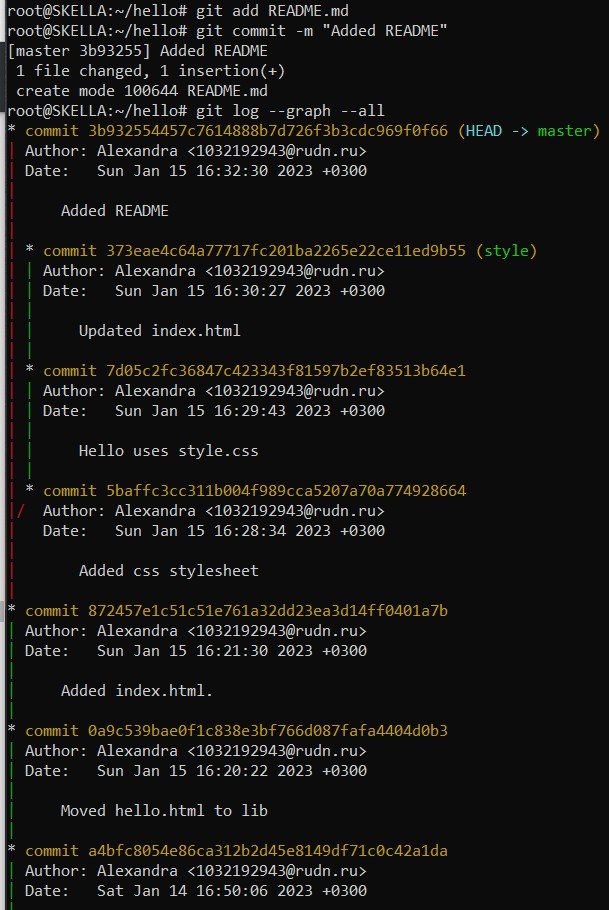 root@SKELLA:~/hello# git add README.md
root@SKELLA:~/hello# git commit -m "Added README"
[master 3b93255] Added README
 1 file changed, 1 insertion(+)
 create mode 100644 README.md
root@SKELLA:~/hello# git log --graph --all
* commit 3b932554457c7614888b7d726f3b3cdc969f0f66 (HEAD -> master)
| Author: Alexandra <1032192943@rudn.ru>
| Date:   Sun Jan 15 16:32:30 2023 +0300
|
|     Added README
|
| * commit 373eae4c64a77717fc201ba2265e22ce11ed9b55 (style)
| | Author: Alexandra <1032192943@rudn.ru>
| | Date:   Sun Jan 15 16:30:27 2023 +0300
| |
| |     Updated index.html
| |
| * commit 7d05c2fc36847c423343f81597b2ef83513b64e1
| | Author: Alexandra <1032192943@rudn.ru>
| | Date:   Sun Jan 15 16:29:43 2023 +0300
| |
| |     Hello uses style.css
| |
| * commit 5baffc3cc311b004f989cca5207a70a774928664
|/  Author: Alexandra <1032192943@rudn.ru>
|   Date:   Sun Jan 15 16:28:34 2023 +0300
|
|       Added css stylesheet
|
* commit 872457e1c51c51e761a32dd23ea3d14ff0401a7b
| Author: Alexandra <1032192943@rudn.ru>
| Date:   Sun Jan 15 16:21:30 2023 +0300
|
|     Added index.html.
|
* commit 0a9c539bae0f1c838e3bf766d087fafa4404d0b3
| Author: Alexandra <1032192943@rudn.ru>
| Date:   Sun Jan 15 16:20:22 2023 +0300
|
|     Moved hello.html to lib
|
* commit a4bfc8054e86ca312b2d45e8149df71c0c42a1da
| Author: Alexandra <1032192943@rudn.ru>
| Date:   Sat Jan 14 16:50:06 2023 +0300
|